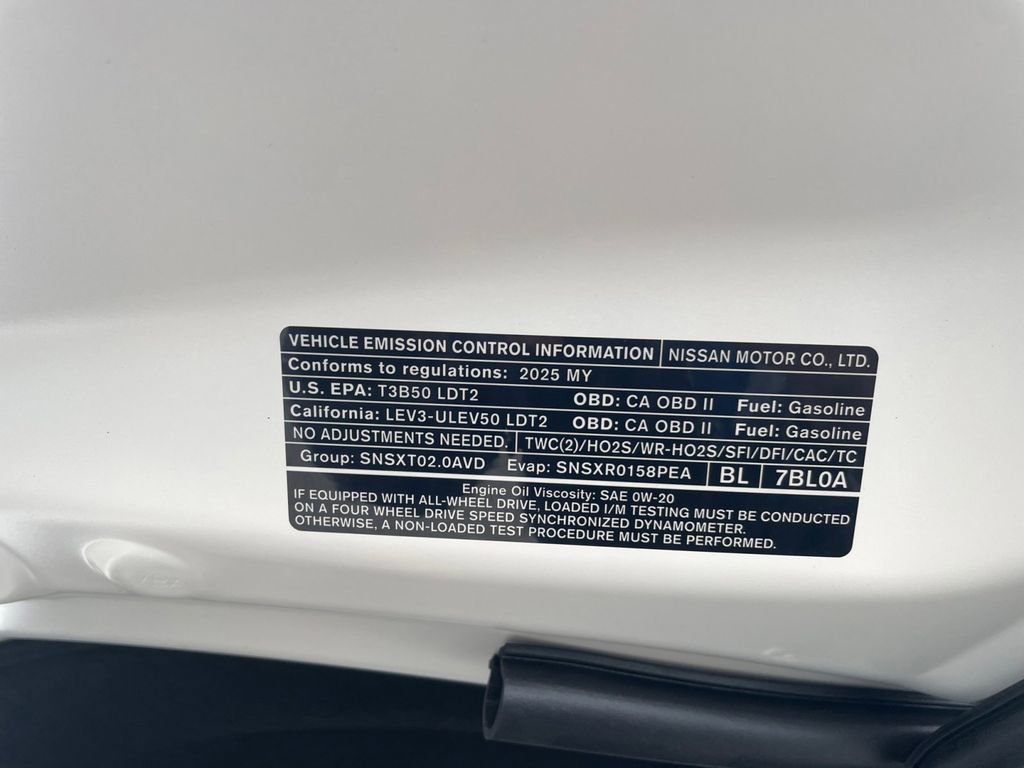 VEHICLE EMISSION CONTROL INFORMATION NISSAN MOTOR CO., LTD.
Conforms to regulations: 2025 MY
U.S. EPA: T3B50 LDT2 OBD: CA OBD II Fuel: Gasoline
California: LEV3-ULEV50 LDT2 OBD: CA OBD II Fuel: Gasoline
NO ADJUSTMENTS NEEDED. TWC(2)/HO2S/WR-HO2S/SFI/DFI/CAC/TC
Group: SNSXT02.0AVD Evap: SNSXR0158PEA BL 7BL0A
Engine Oil Viscosity: SAE 0W-20
IF EQUIPPED WITH ALL-WHEEL DRIVE, LOADED I/M TESTING MUST BE CONDUCTED
ON A FOUR WHEEL DRIVE SPEED SYNCHRONIZED DYNAMOMETER.
OTHERWISE, A NON-LOADED TEST PROCEDURE MUST BE PERFORMED.